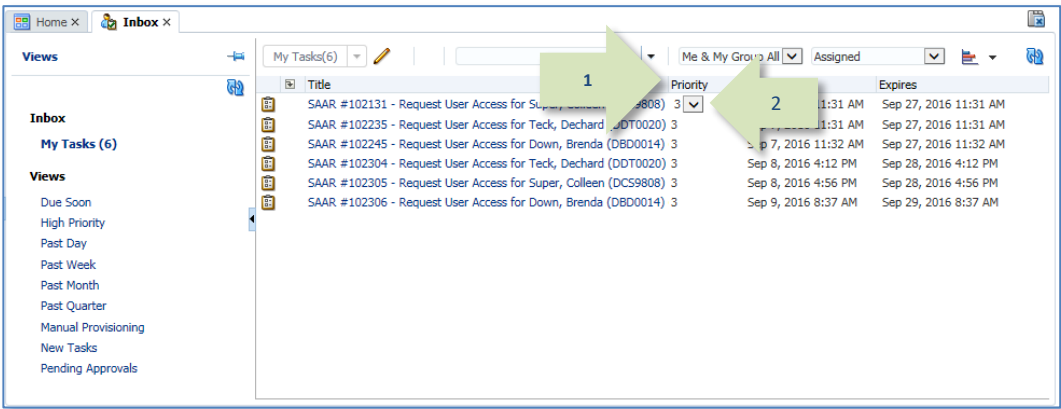 Home ×
Inbox ×
Views
My Tasks(6)
Me & My Group All
Assigned
1
2
Title
Priority
Expires
SAAR #102131 - Request User Access for 9808) 3 11:31 AM Sep 27, 2016 11:31 AM
SAAR #102235 - Request User Access for Teck, Dechard (DDT0020) 3 11:31 AM Sep 27, 2016 11:31 AM
SAAR #102245 - Request User Access for Down, Brenda (DBD0014) 3 Sep 7, 2016 11:32 AM Sep 27, 2016 11:32 AM
SAAR #102304 - Request User Access for Teck, Dechard (DDT0020) 3 Sep 8, 2016 4:12 PM Sep 28, 2016 4:12 PM
SAAR #102305 - Request User Access for Super, Colleen (DCS9808) 3 Sep 8, 2016 4:56 PM Sep 28, 2016 4:56 PM
SAAR #102306 - Request User Access for Down, Brenda (DBD0014) 3 Sep 9, 2016 8:37 AM Sep 29, 2016 8:37 AM
Inbox
My Tasks (6)
Views
Due Soon
High Priority
Past Day
Past Week
Past Month
Past Quarter
Manual Provisioning
New Tasks
Pending Approvals